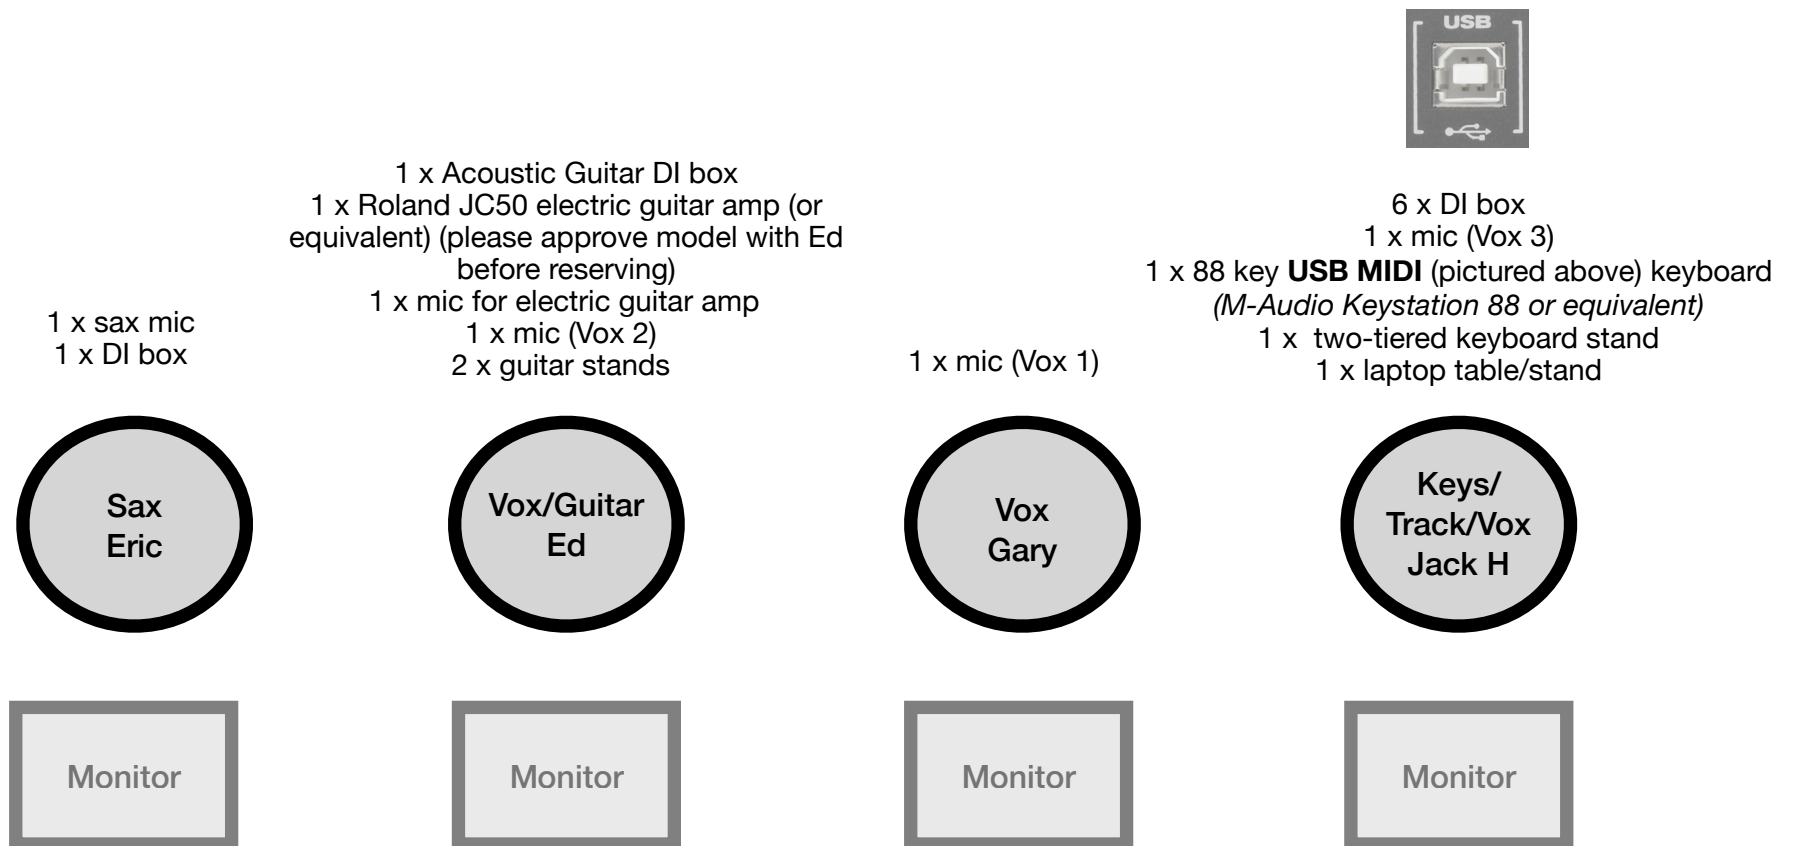 USB
1 x Acoustic Guitar DI box
1 x Roland JC50 electric guitar amp (or
equivalent) (please approve model with Ed
before reserving)
1 x mic for electric guitar amp
1 x mic (Vox 2)
2 x guitar stands
6 x DI box
1 x mic (Vox 3)
1 x 88 key USB MIDI (pictured above) keyboard
(M-Audio Keystation 88 or equivalent)
1 x two-tiered keyboard stand
1 x laptop table/stand
1 x sax mic
1 x DI box
1 x mic (Vox 1)
Sax
Eric
Vox/Guitar
Ed
Vox
Gary
Keys/
Track/Vox
Jack H
Monitor
Monitor
Monitor
Monitor